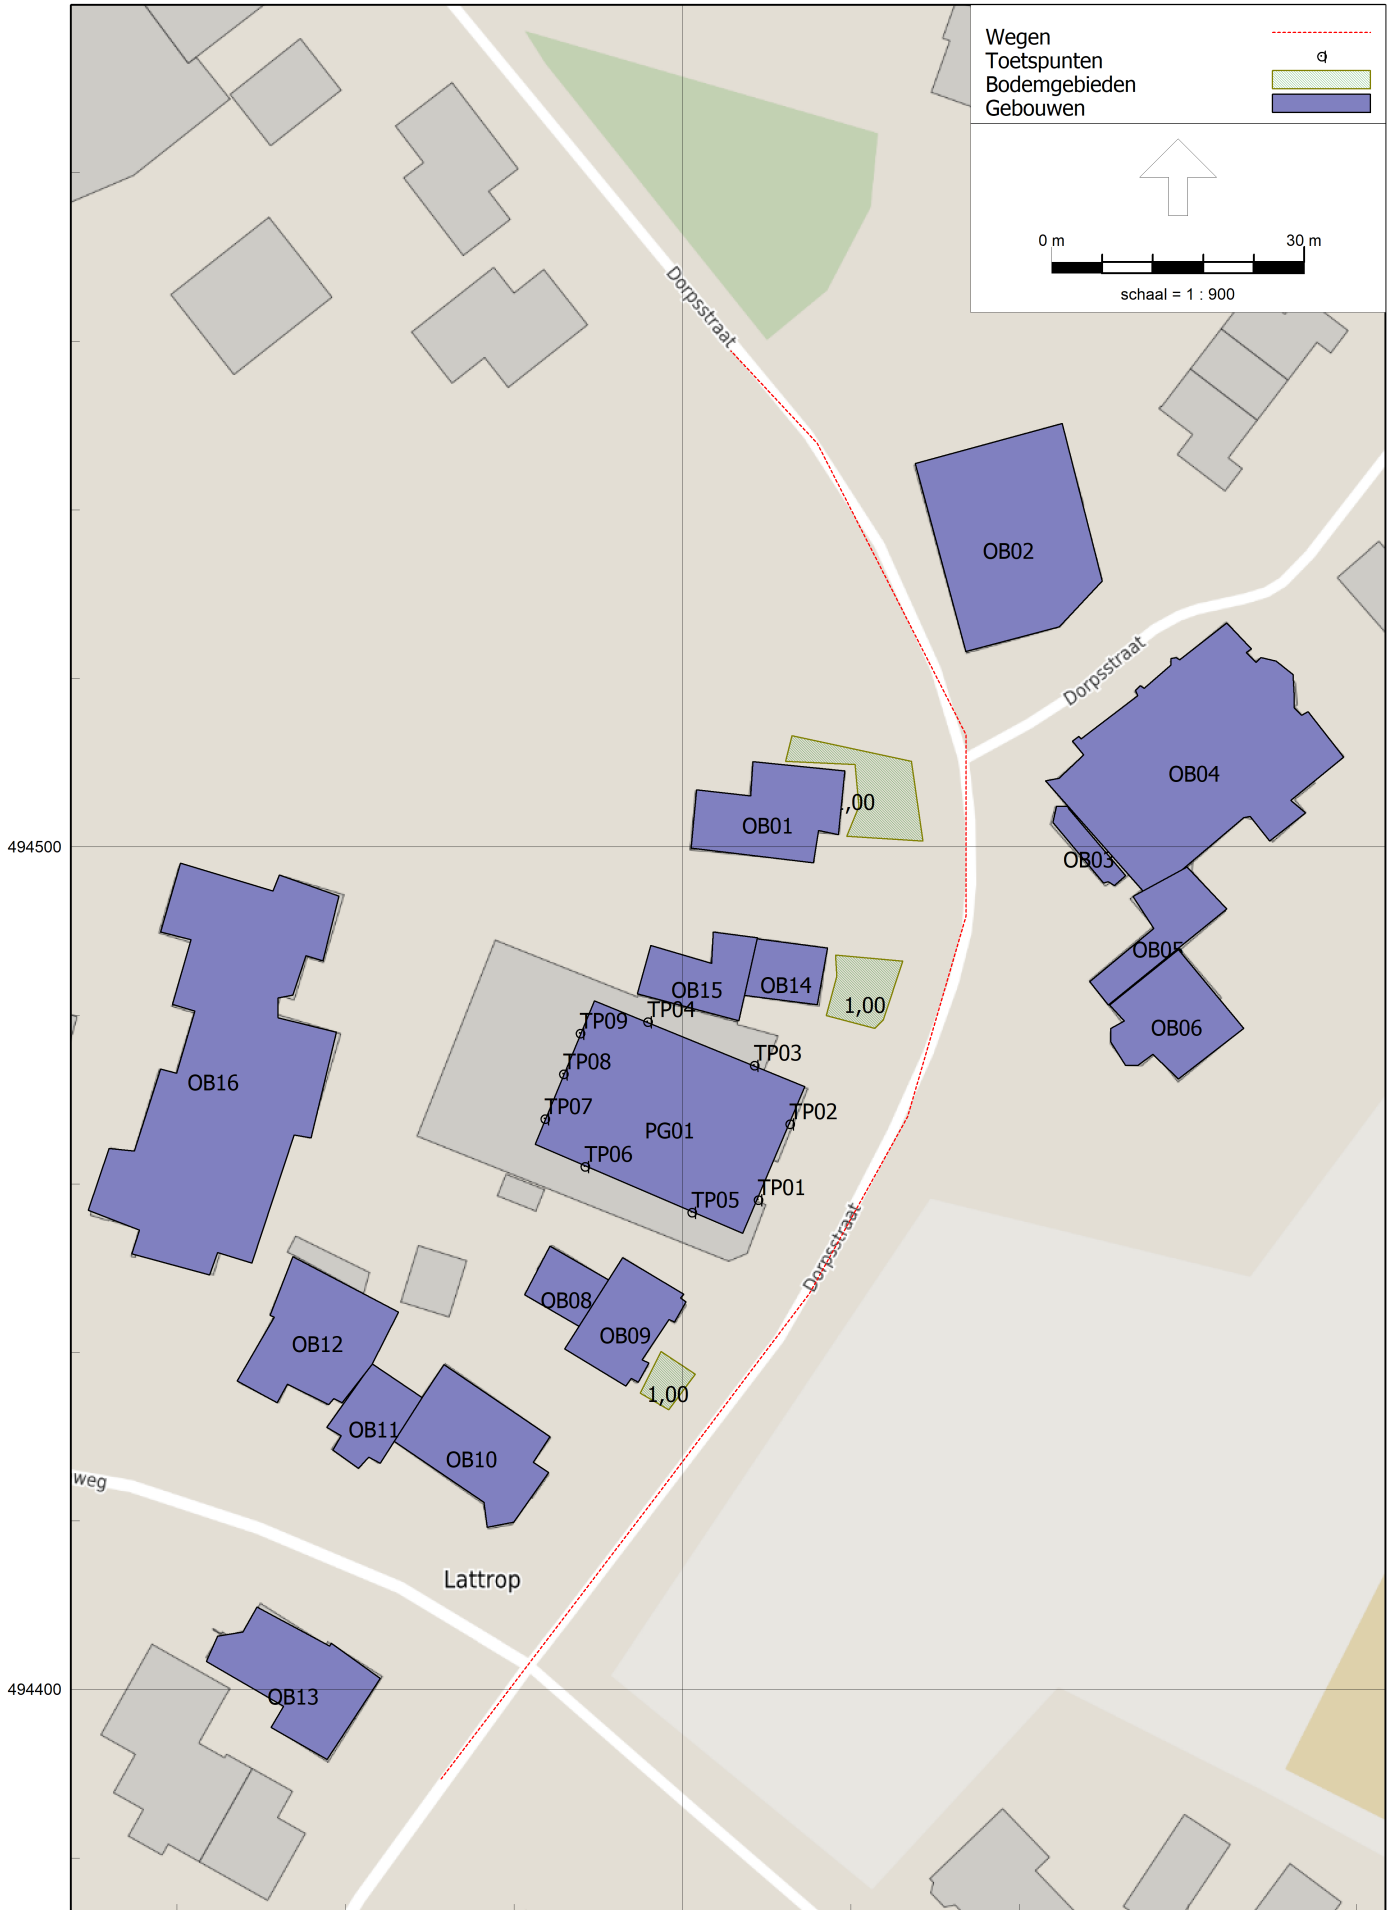 Wegen
Toetspunten
Bodemgebieden
Gebouwen
0 m 30 m
schaal = 1 : 900
Dorpsstraat
OB02
Dorpsstraat
OB04
,00
OB01
494500
OB03
OB05
OB15
OB14
1,00
TP04
TP09
OB06
TP03
TP08
OB16
TP07
TP02
PG01
TP06
TP01
TP05
Dorpsstraat
OB08
OB09
OB12
1,00
OB11
OB10
weg
Lattrop
494400
OB13